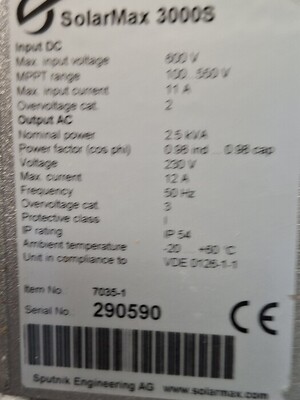 SolarMax 3000S
Input DC
Max. input voltage 600 V
MPPT range 100...550 V
Max. input current 11 A
Overvoltage cat. 2
Output AC
Nominal power 2.5 kVA
Power factor (cos phi) 0.98 ind ... 0.98 cap
Voltage 230 V
Max. current 12 A
Frequency 50 Hz
Overvoltage cat. 3
Protective class I
IP rating IP 54
Ambient temperature -20 ... +60 °C
Unit in compliance to VDE 0126-1-1
Item No. 7035-1
Serial No.: 290590
CE
Sputnik Engineering AG www.solarmax.com